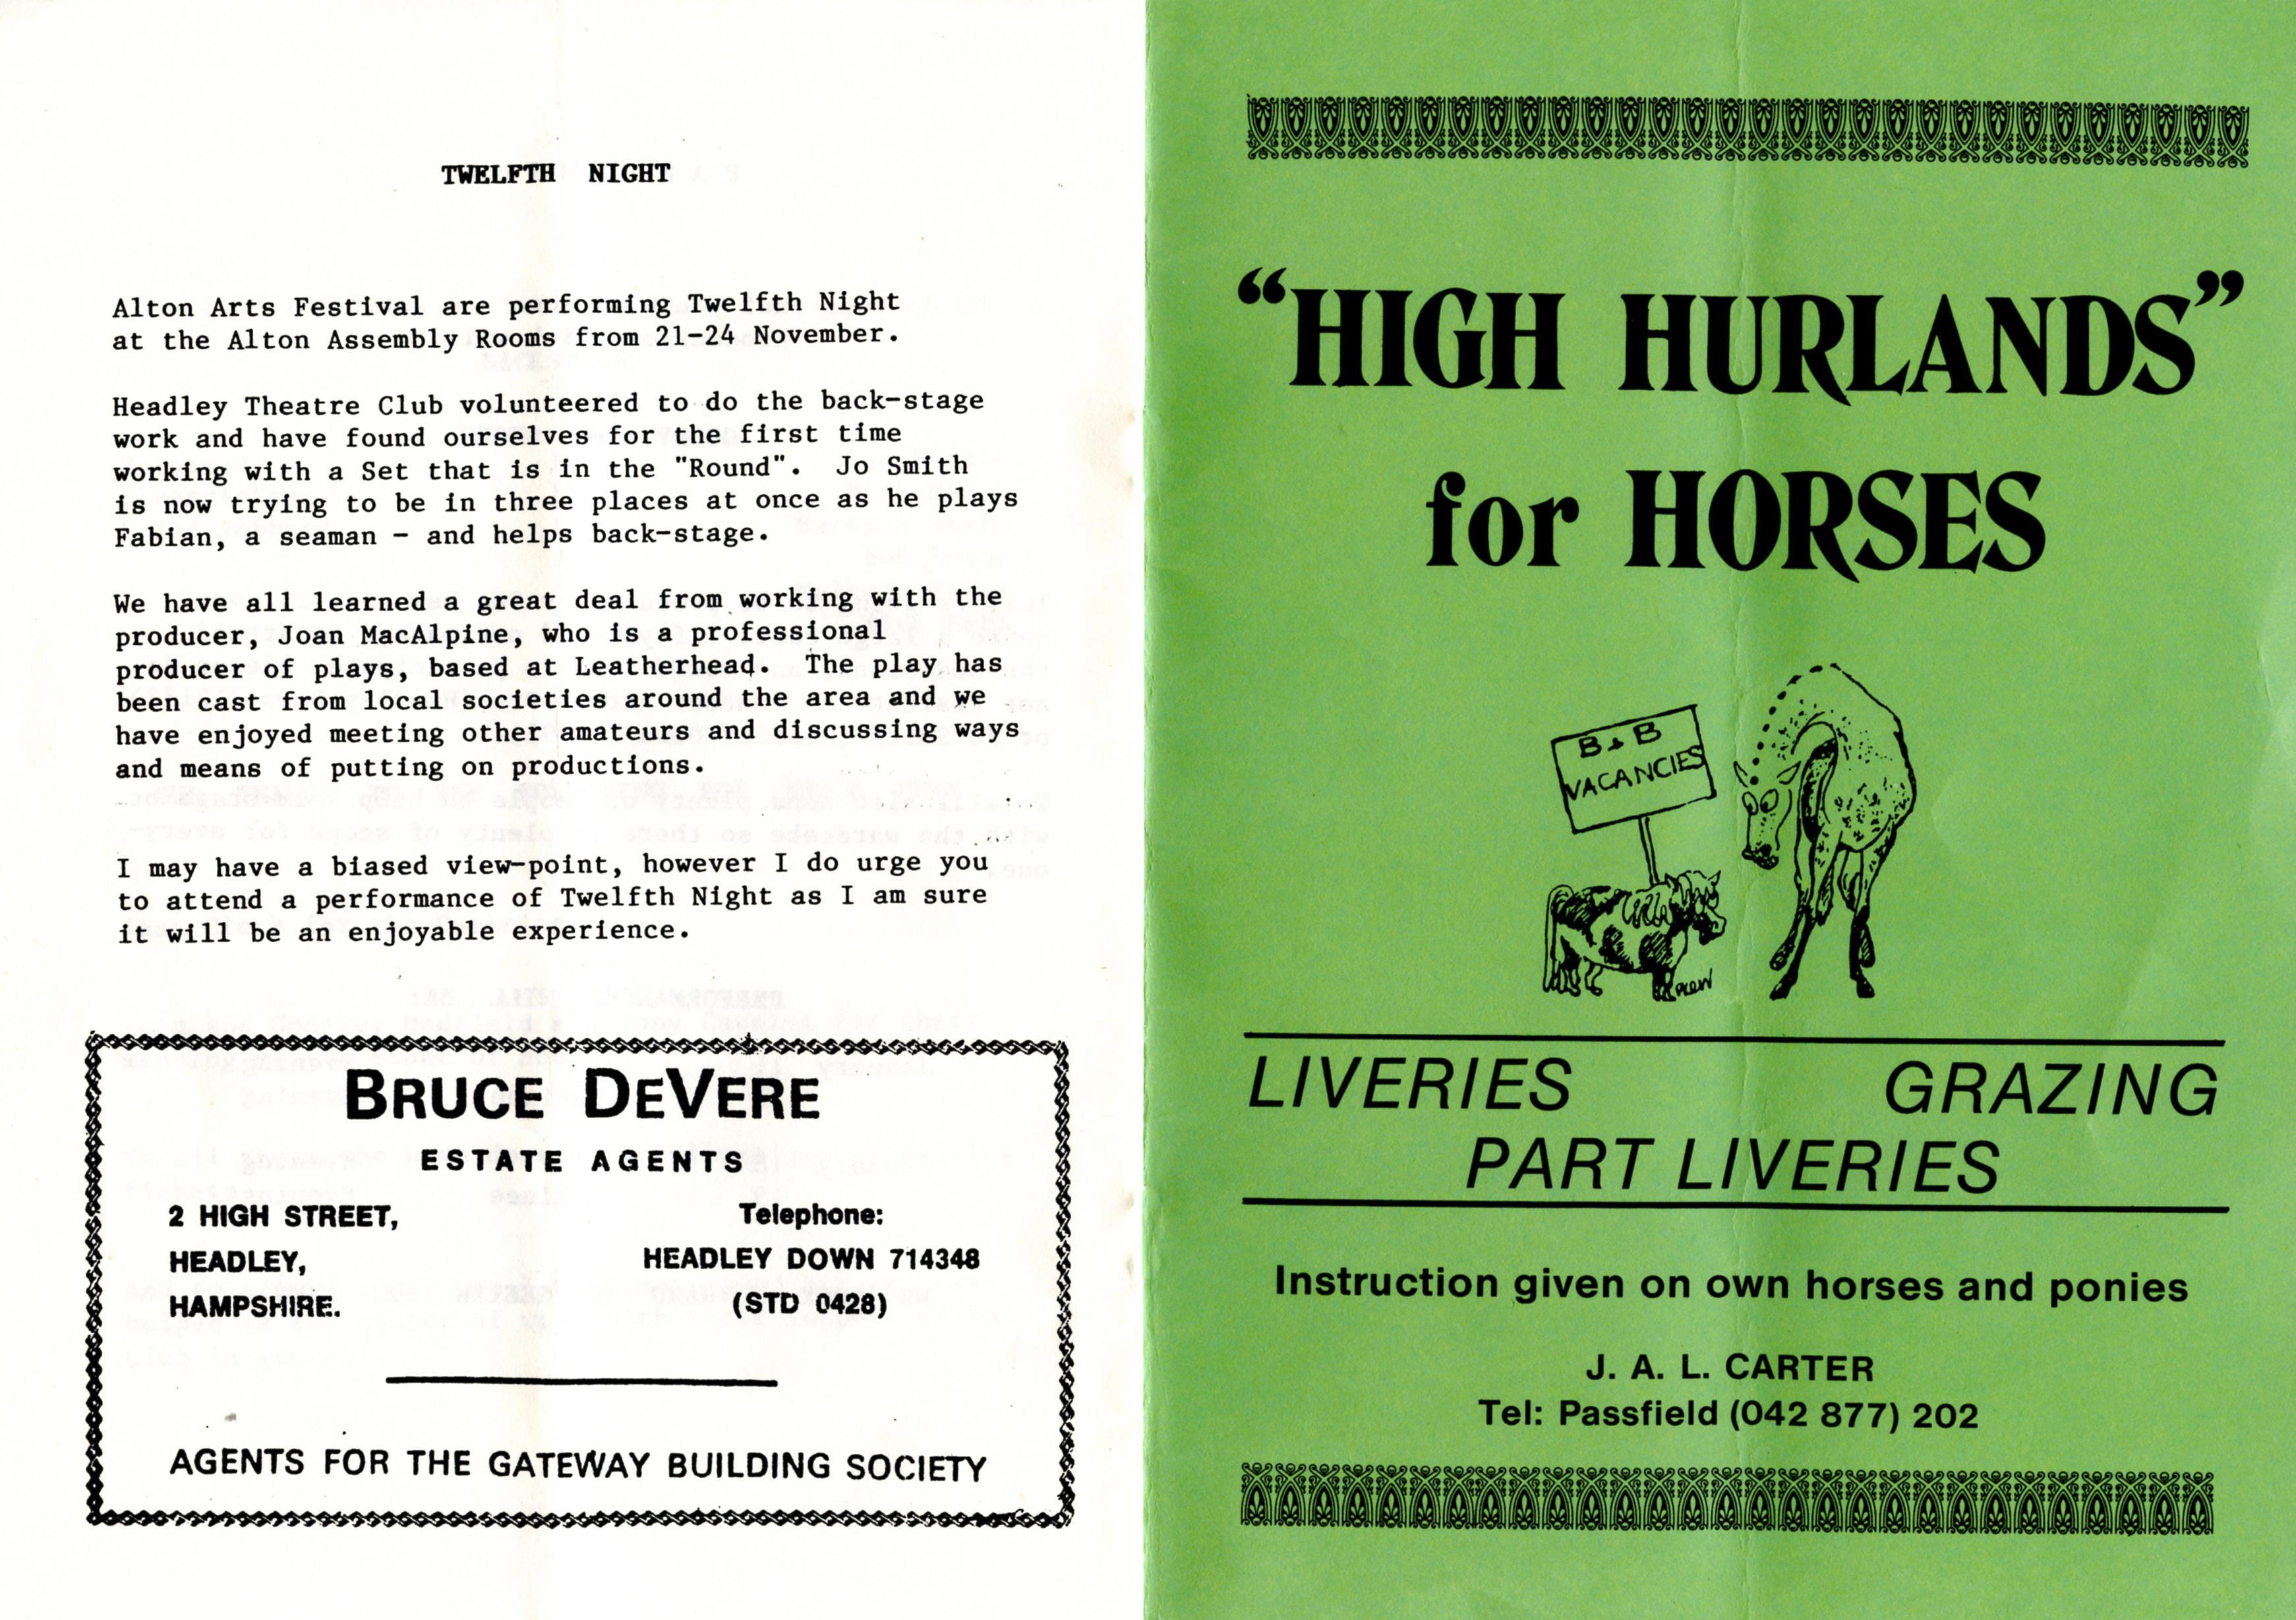 TWELFTH NIGHT
Alton Arts Festival are performing Twelfth Night
at the Alton Assembly Rooms from 21-24 November.
Headley Theatre Club volunteered to do the back-stage
work and have found ourselves for the first time
working with a Set that is in the "Round". Jo Smith
is now trying to be in three places at once as he plays
Fabian, a seaman - and helps back-stage.
We have all learned a great deal from working with the
producer, Joan MacAlpine, who is a professional
producer of plays, based at Leatherhead. The play has
been cast from local societies around the area and we
have enjoyed meeting other amateurs and discussing ways
and means of putting on productions.
I may have a biased view-point, however I do urge you
to attend a performance of Twelfth Night as I am sure
it will be an enjoyable experience.
BRUCE DEVERE
ESTATE AGENTS
2 HIGH STREET,
HEADLEY,
HAMPSHIRE.
Telephone:
HEADLEY DOWN 714348
(STD 0428)
AGENTS FOR THE GATEWAY BUILDING SOCIETY
"HIGH HURLANDS"
for HORSES
B + B
VACANCIES
LIVERIES GRAZING
PART LIVERIES
Instruction given on own horses and ponies
J. A. L. CARTER
Tel: Passfield (042 877) 202